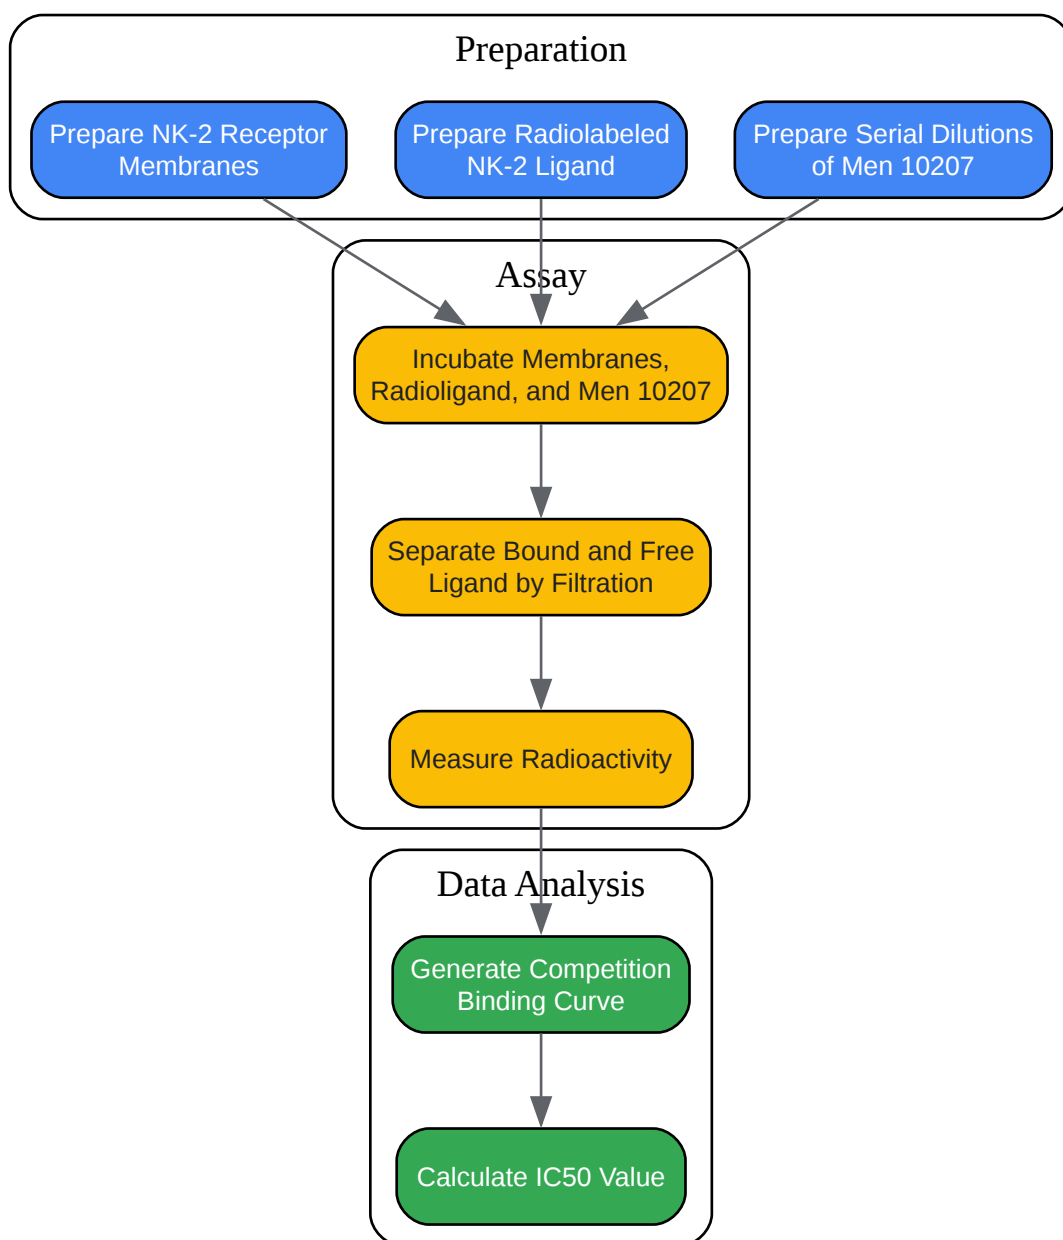 Preparation
Prepare NK-2 Receptor
Membranes
Prepare Radiolabeled
NK-2 Ligand
Prepare Serial Dilutions
of Men 10207
Assay
Incubate Membranes,
Radioligand, and Men 10207
Separate Bound and Free
Ligand by Filtration
Measure Radioactivity
Data Analysis
Generate Competition
Binding Curve
Calculate IC50 Value